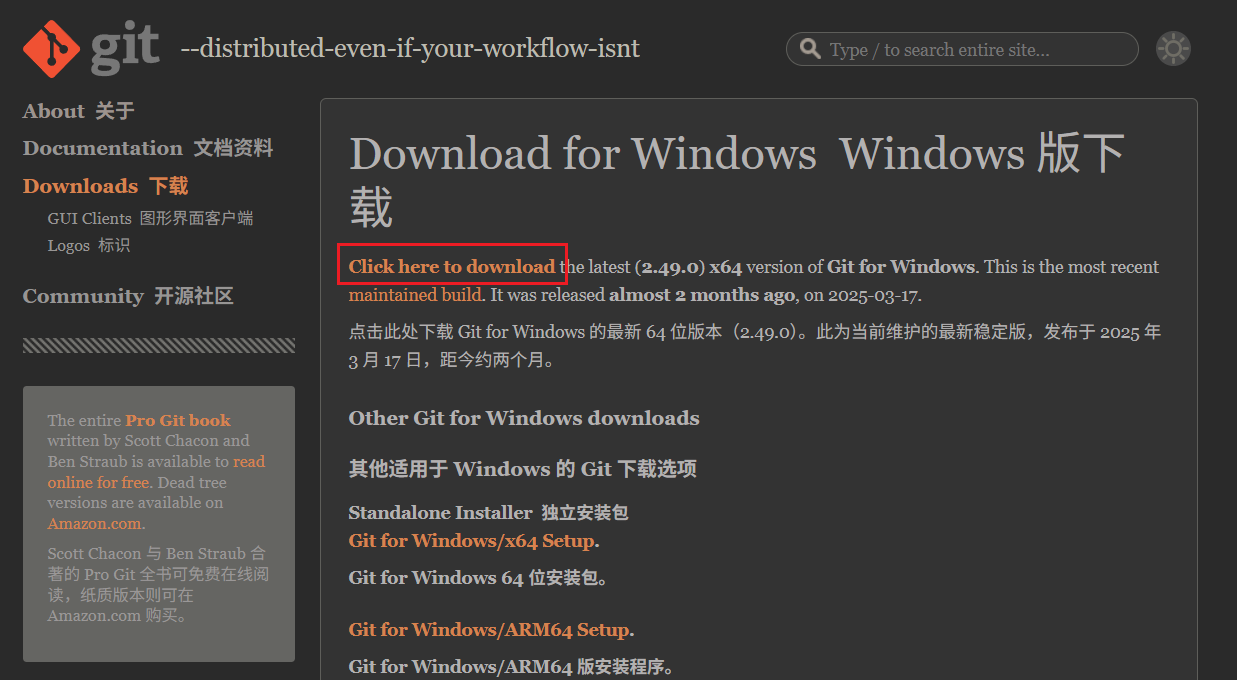 git --distributed-even-if-your-workflow-isnt
Type / to search entire site...
About 关于
Documentation 文档资料
Downloads 下载
GUI Clients 图形界面客户端
Logos 标识
Community 开源社区
The entire Pro Git book
written by Scott Chacon and
Ben Straub is available to read
online for free. Dead tree
versions are available on
Amazon.com.
Scott Chacon 与 Ben Straub 合
著的 Pro Git 全书可免费在线阅
读，纸质版本则可在
Amazon.com 购买。
Download for Windows Windows 版下
载
Click here to download the latest (2.49.0) x64 version of Git for Windows. This is the most recent
maintained build. It was released almost 2 months ago, on 2025-03-17.
点击此处下载 Git for Windows 的最新 64 位版本（2.49.0）。此为当前维护的最新稳定版，发布于 2025 年
3 月 17 日，距今约两个月。
Other Git for Windows downloads
其他适用于 Windows 的 Git 下载选项
Standalone Installer 独立安装包
Git for Windows/x64 Setup.
Git for Windows 64 位安装包。
Git for Windows/ARM64 Setup.
Git for Windows/ARM64 版安装程序。